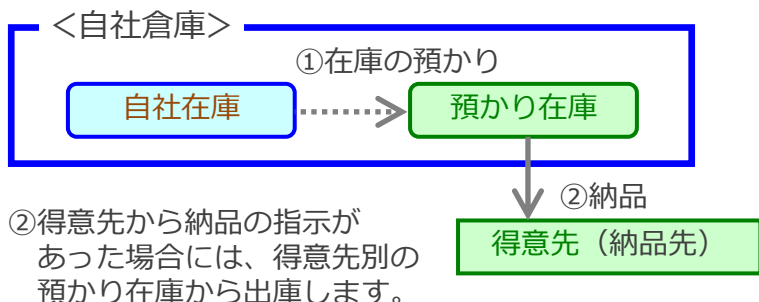 ＜自社倉庫＞
①在庫の預かり
自社在庫
預かり在庫
②納品
②得意先から納品の指示が
あった場合には、得意先別の
預かり在庫から出庫します。
得意先（納品先）